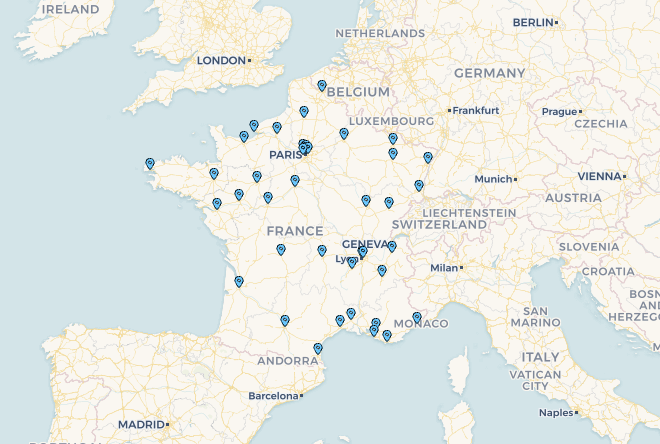 IRELAND
BERLIN
NETHERLANDS
LONDON
GERMANY
BELGIUM
Frankfurt
Prague
LUXEMBOURG
CZECHIA
PARIS
Munich
VIENNA
AUSTRIA
LIECHTENSTEIN
SWITZERLAND
FRANCE
GENEVA
SLOVENIA
Lyon
Milan
CROATIA
BOSN
AND
HERZEGO
SAN
MARINO
MONACO
ITALY
ANDORRA
VATICAN
CITY
Barcelona
Naples
MADRID